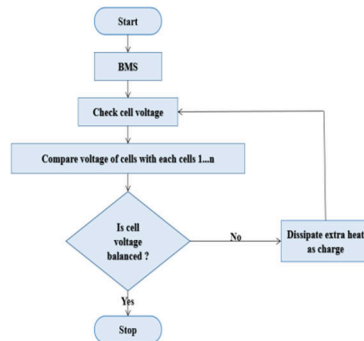 Start
BMS
Check cell voltage
Compare voltage of cells with each cells 1...n
Is cell
voltage
balanced ?
No
Dissipate extra heat
as charge
Yes
Stop